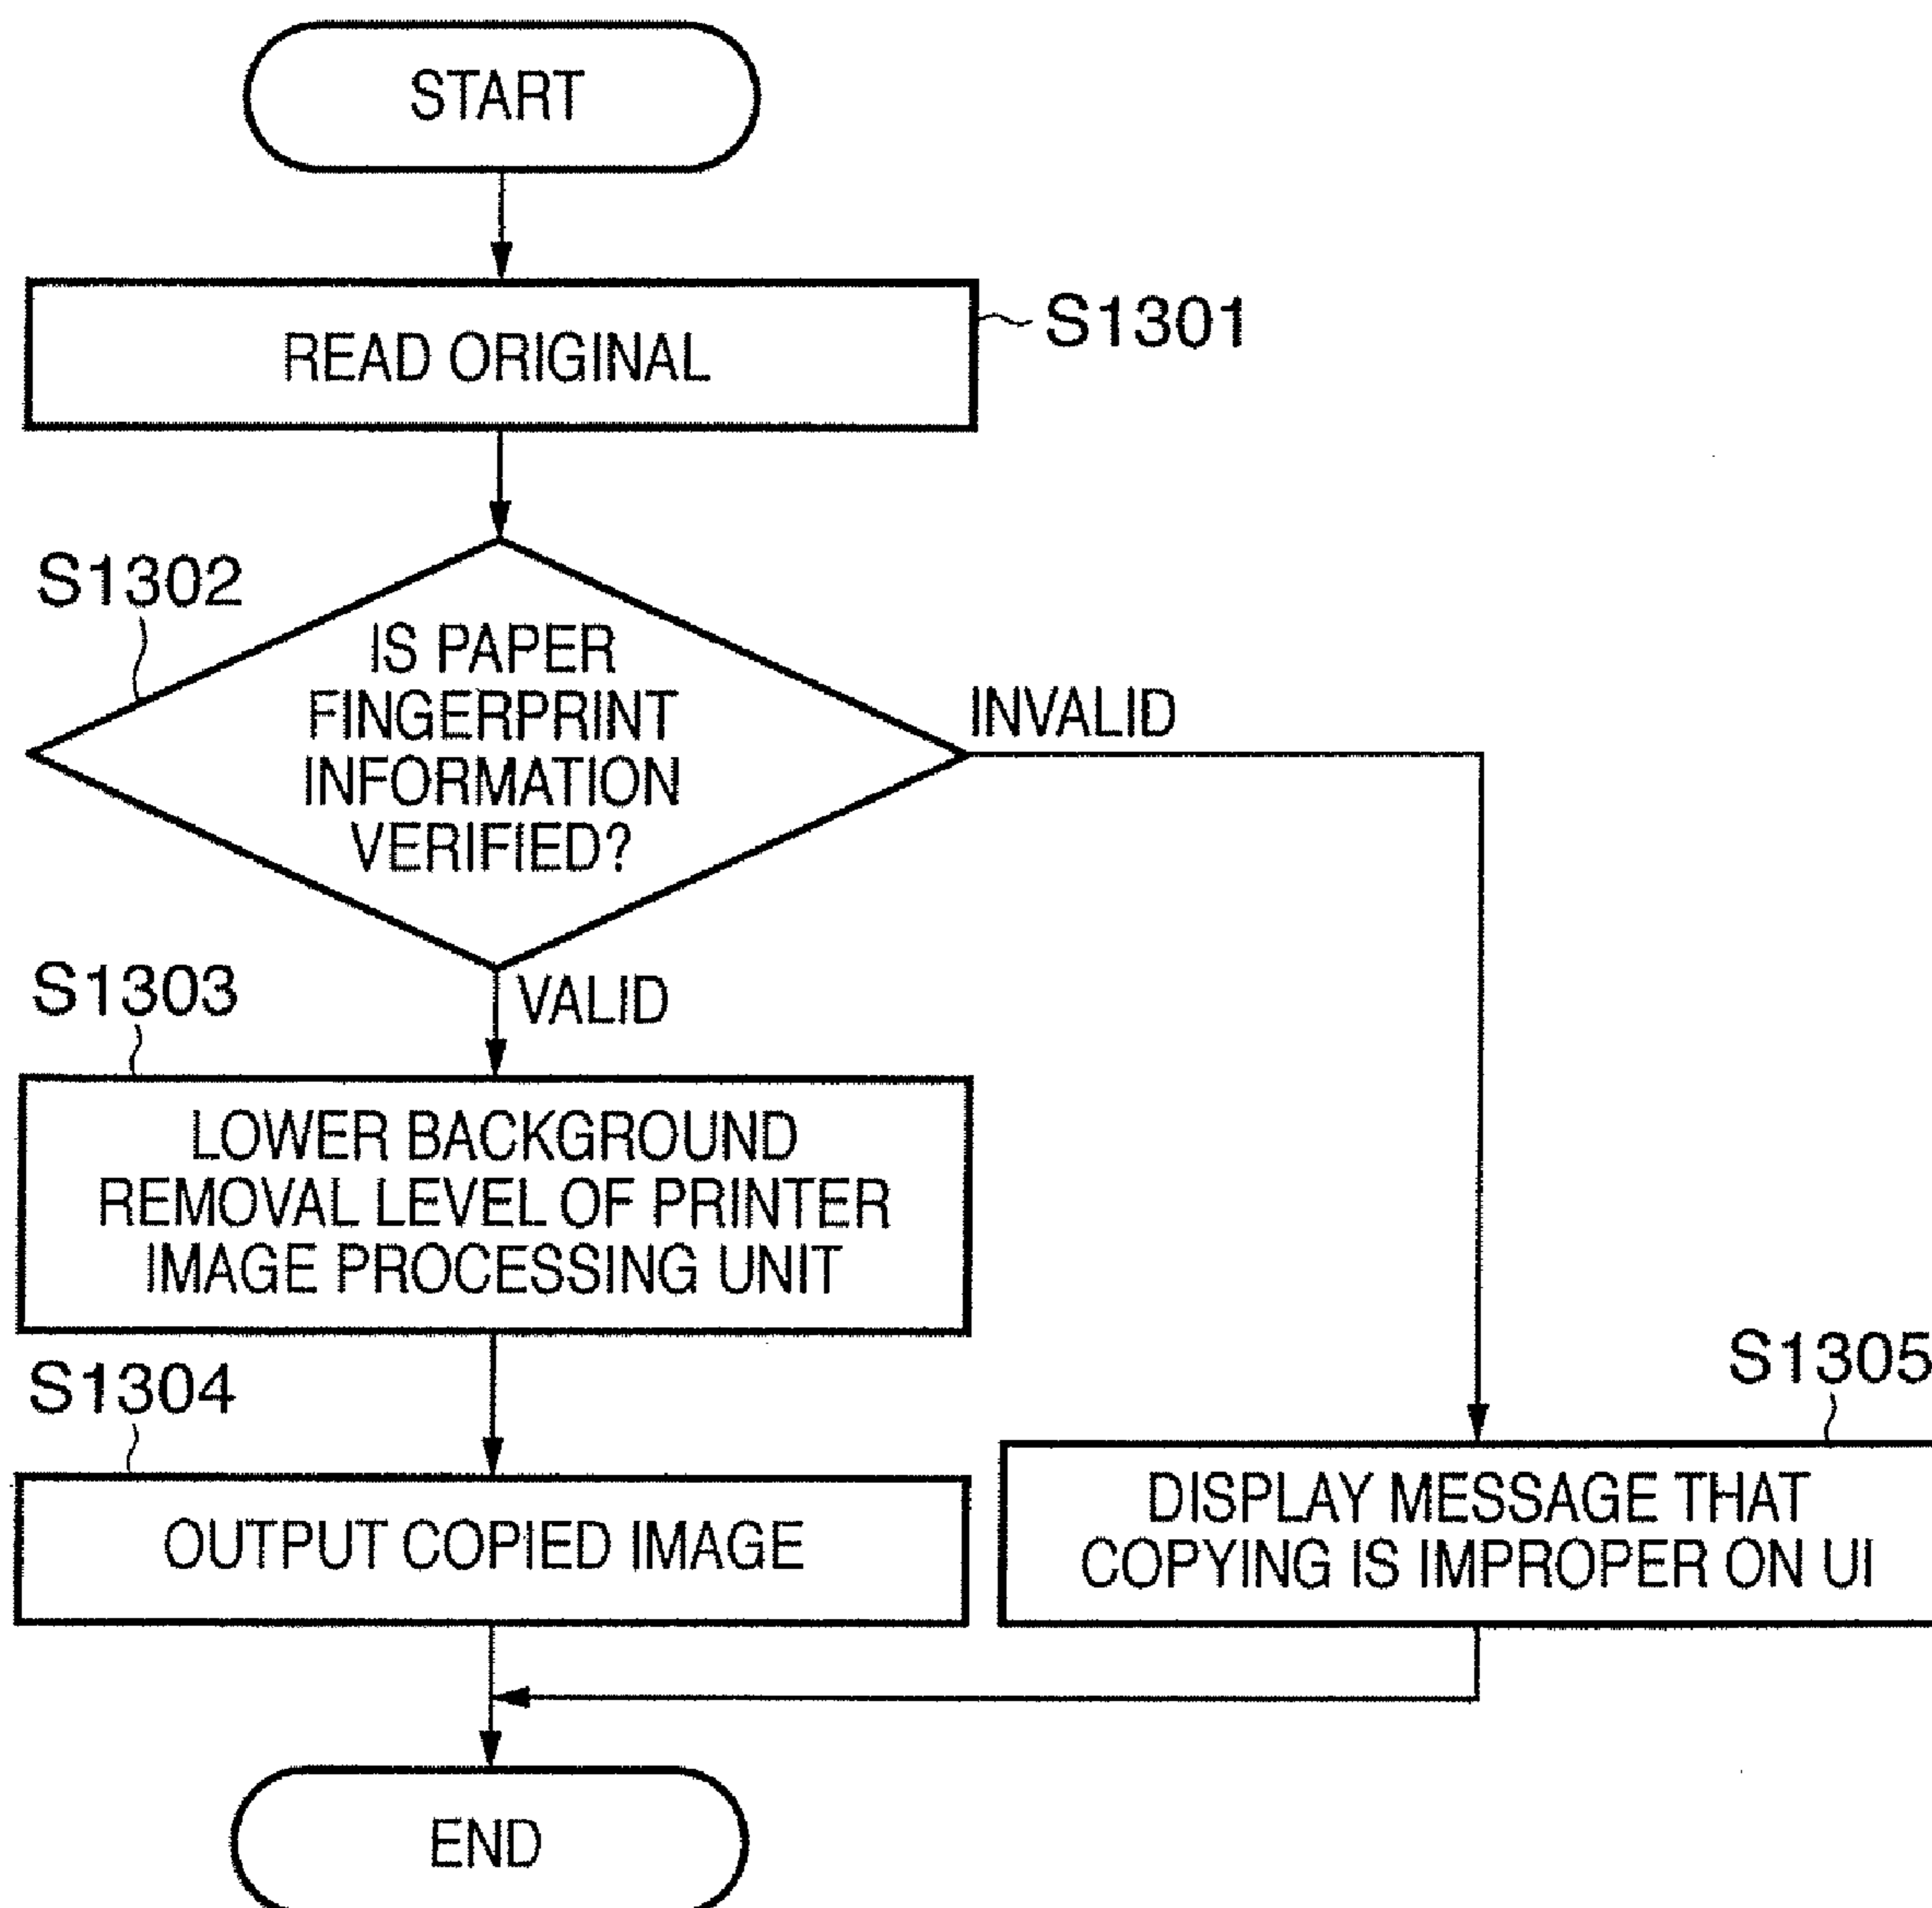 START
READ ORIGINAL
S1301
S1302
IS PAPER
FINGERPRINT
INFORMATION
VERIFIED?
INVALID
VALID
S1303
LOWER BACKGROUND
REMOVAL LEVEL OF PRINTER
IMAGE PROCESSING UNIT
S1304
OUTPUT COPIED IMAGE
S1305
DISPLAY MESSAGE THAT
COPYING IS IMPROPER ON UI
END